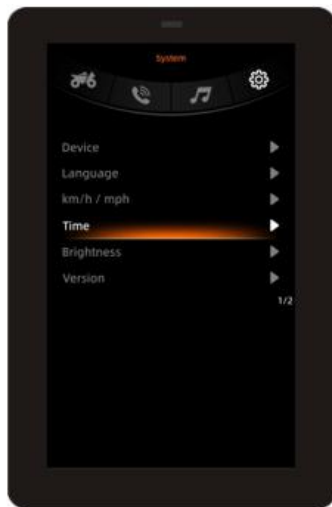 System
Device
Language
km/h / mph
Time
Brightness
Version
1/2